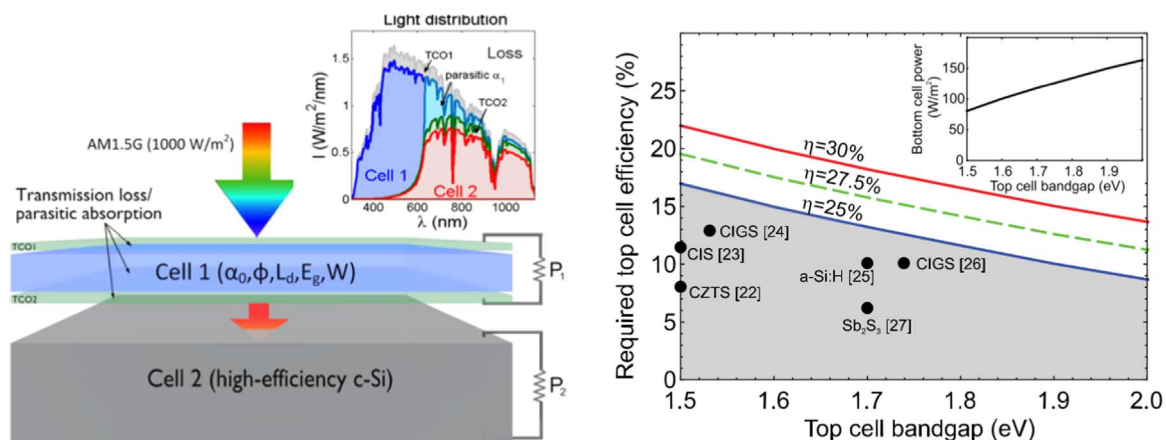 Light distribution
Loss
TCO1
parasitic α₁
TCO2
Cell 1
Cell 2
I (W/m²/nm)
1.5
1
0.5
0
400 600 800 1000
λ (nm)
AM1.5G (1000 W/m²)
Transmission loss/
parasitic absorption
TCO1
Cell 1 (α₀,ϕ,L_d,E_g,W)
TCO2
P₁
Cell 2 (high-efficiency c-Si)
P₂
Required top cell efficiency (%)
25
20
15
10
5
0
1.5 1.6 1.7 1.8 1.9 2.0
Top cell bandgap (eV)
η=30%
η=27.5%
η=25%
CIGS [24]
CIS [23]
a-Si:H [25]
CIGS [26]
CZTS [22]
Sb₂S₃ [27]
Bottom cell power
(W/m²)
150
100
50
0
1.5 1.6 1.7 1.8 1.9
Top cell bandgap (eV)